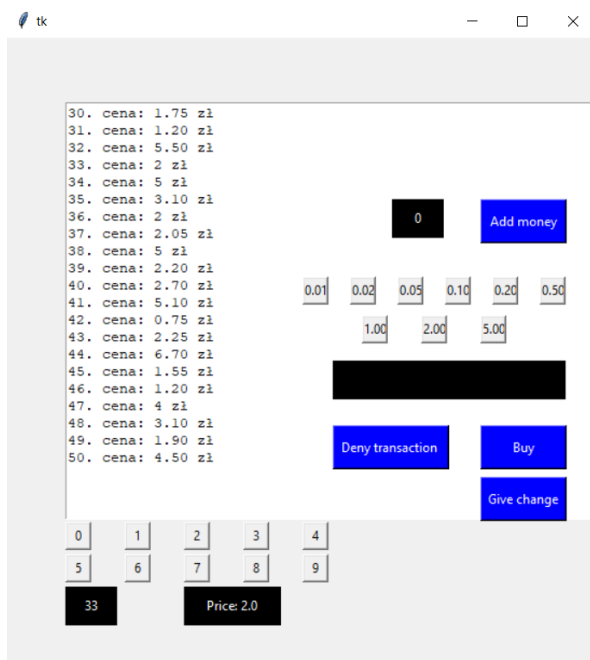 tk
30. cena: 1.75 zł
31. cena: 1.20 zł
32. cena: 5.50 zł
33. cena: 2 zł
34. cena: 5 zł
35. cena: 3.10 zł
36. cena: 2 zł
37. cena: 2.05 zł
38. cena: 5 zł
39. cena: 2.20 zł
40. cena: 2.70 zł
41. cena: 5.10 zł
42. cena: 0.75 zł
43. cena: 2.25 zł
44. cena: 6.70 zł
45. cena: 1.55 zł
46. cena: 1.20 zł
47. cena: 4 zł
48. cena: 3.10 zł
49. cena: 1.90 zł
50. cena: 4.50 zł
0 Add money
0.01 0.02 0.05 0.10 0.20 0.50
1.00 2.00 5.00
Deny transaction Buy
Give change
0 1 2 3 4
5 6 7 8 9
33 Price: 2.0